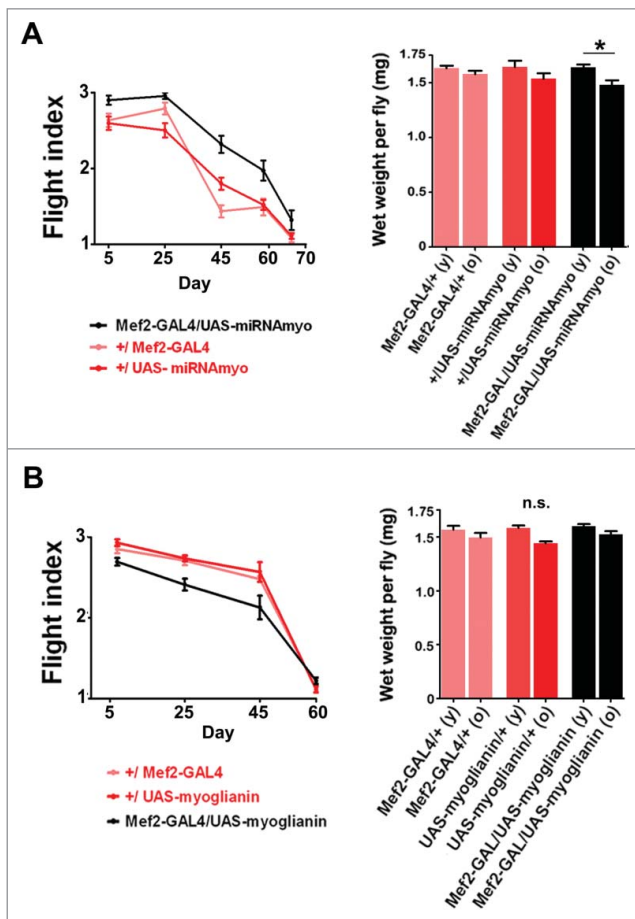 A
Flight index
3
2
1
5 25 45 60 70
Day
Mef2-GAL4/UAS-miRNAmyo
+/ Mef2-GAL4
+/ UAS- miRNAmyo
Wet weight per fly (mg)
1.75
1.5
1.0
0.5
0
*
Mef2-GAL4/+ (y)
Mef2-GAL4/+ (o)
+/UAS-miRNAmyo (y)
+/UAS-miRNAmyo (o)
Mef2-GAL/UAS-miRNAmyo (y)
Mef2-GAL/UAS-miRNAmyo (o)
B
Flight index
3
2
1
5 25 45 60
Day
+/ Mef2-GAL4
+/ UAS-myoglianin
Mef2-GAL4/UAS-myoglianin
Wet weight per fly (mg)
1.75
1.5
1.0
0.5
0
n.s.
Mef2-GAL4/+ (y)
Mef2-GAL4/+ (o)
UAS-myoglianin/+ (y)
UAS-myoglianin/+ (o)
Mef2-GAL/UAS-myoglianin (y)
Mef2-GAL/UAS-myoglianin (o)